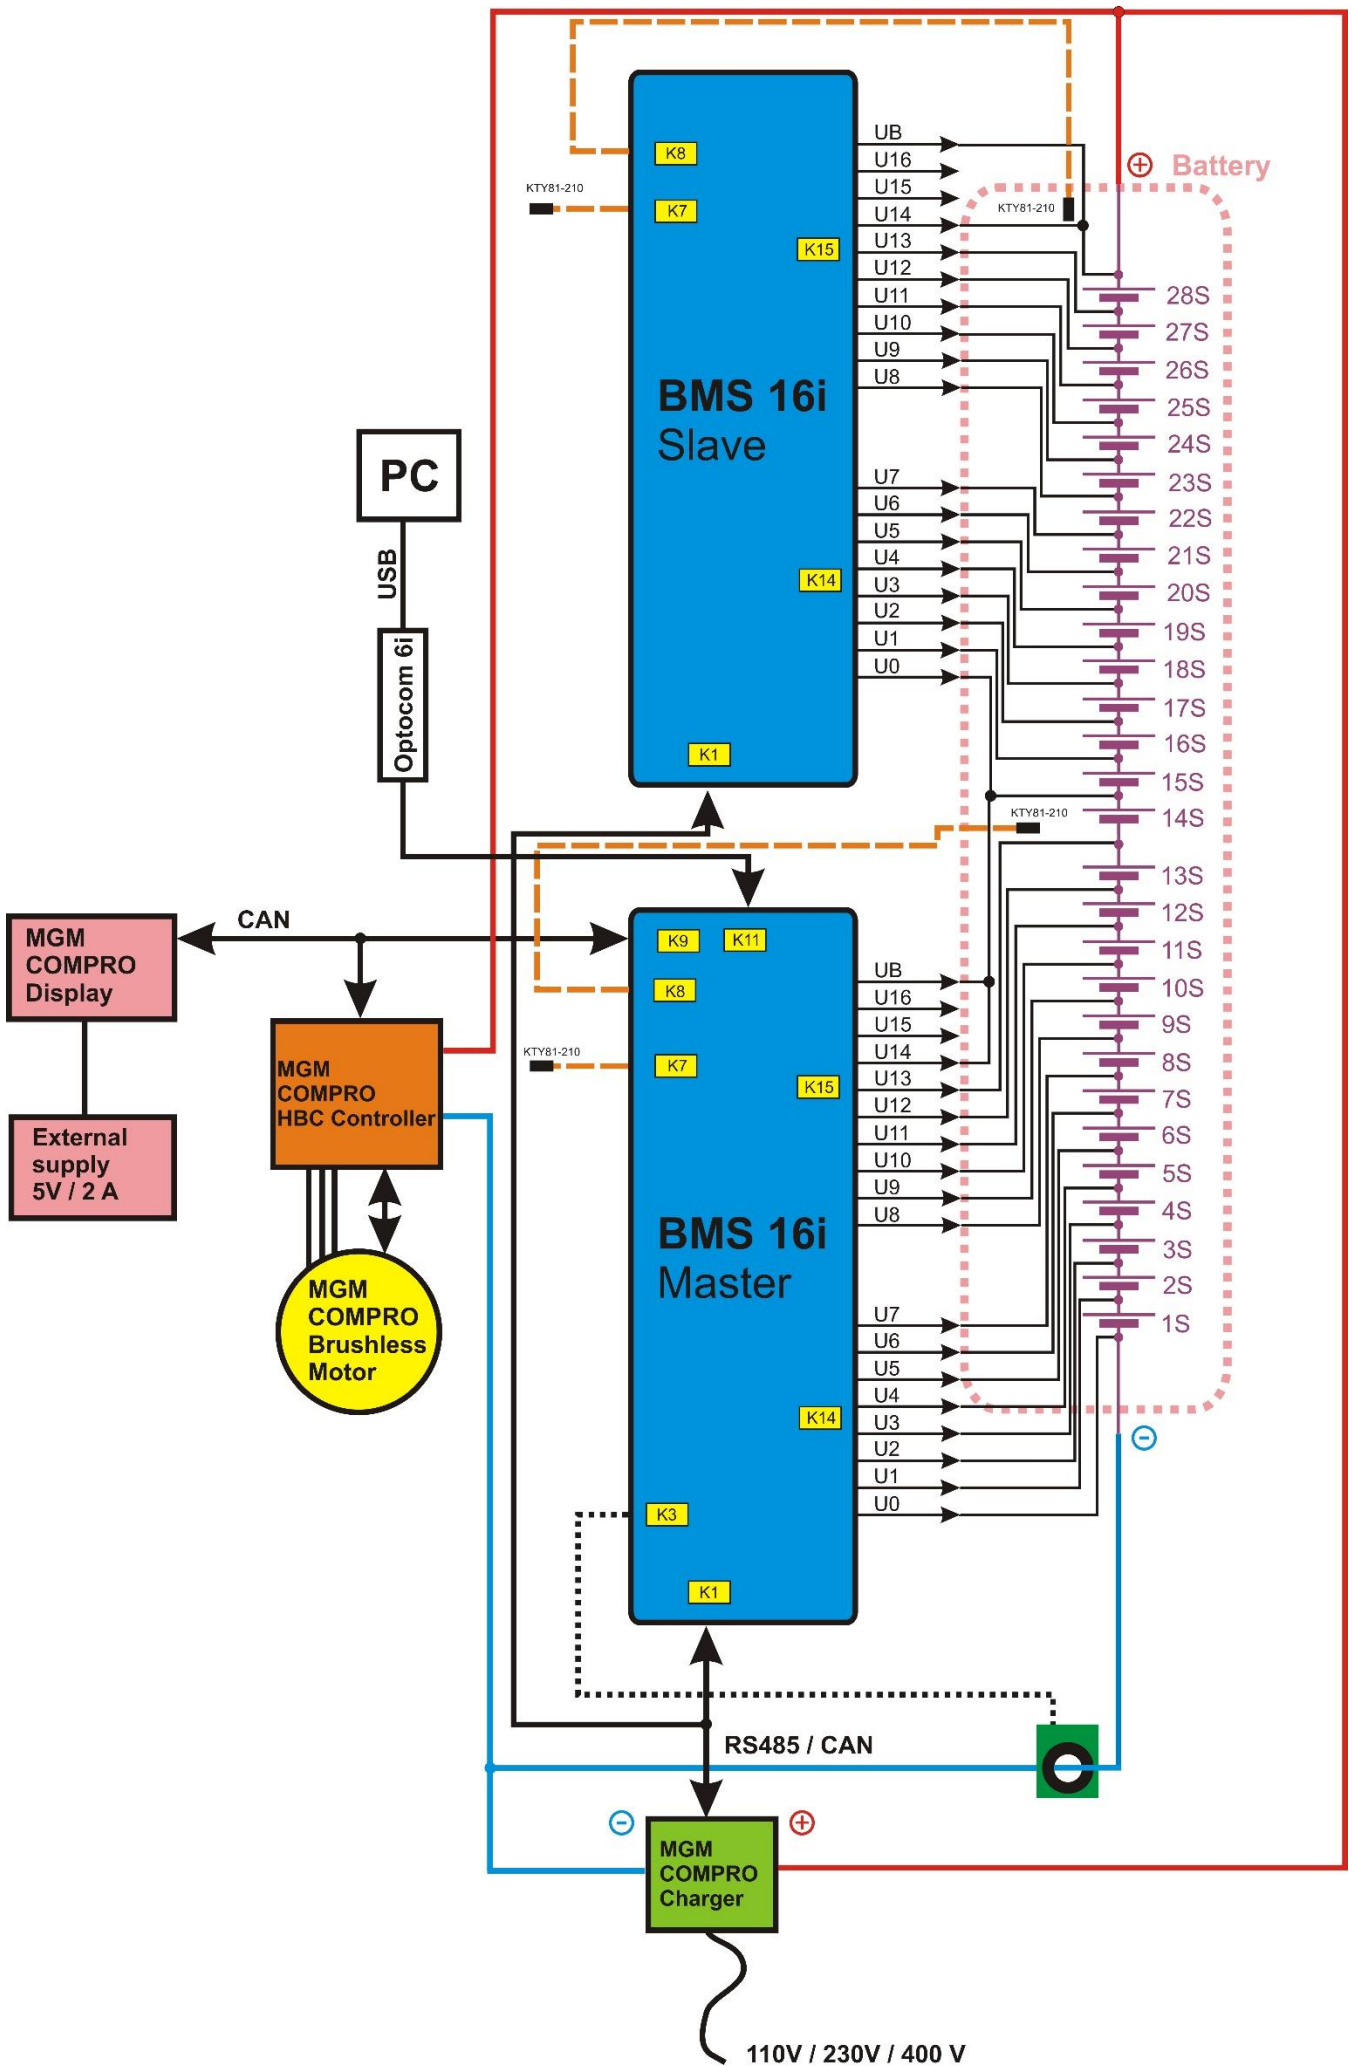 K8
KTY81-210
K7
K15
BMS 16i
Slave
K14
K1
UB
U16
U15
U14
U13
U12
U11
U10
U9
U8
U7
U6
U5
U4
U3
U2
U1
U0
⊕ Battery
KTY81-210
28S
27S
26S
25S
24S
23S
22S
21S
20S
19S
18S
17S
16S
15S
14S
13S
12S
11S
10S
9S
8S
7S
6S
5S
4S
3S
2S
1S
⊖
PC
USB
Optocom 6i
KTY81-210
CAN
MGM
COMPRO
Display
External
supply
5V / 2 A
MGM
COMPRO
HBC Controller
MGM
COMPRO
Brushless
Motor
K9
K11
K8
KTY81-210
K7
K15
BMS 16i
Master
K14
K3
K1
UB
U16
U15
U14
U13
U12
U11
U10
U9
U8
U7
U6
U5
U4
U3
U2
U1
U0
RS485 / CAN
⊖
⊕
MGM
COMPRO
Charger
110V / 230V / 400 V